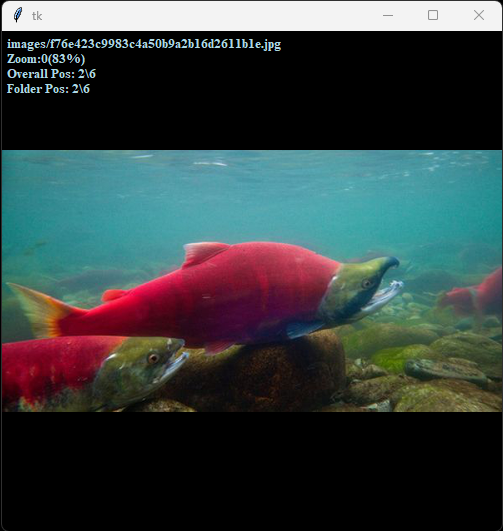 tk
images/f76e423c9983c4a50b9a2b16d2611b1e.jpg
Zoom:0(83%)
Overall Pos: 2\6
Folder Pos: 2\6